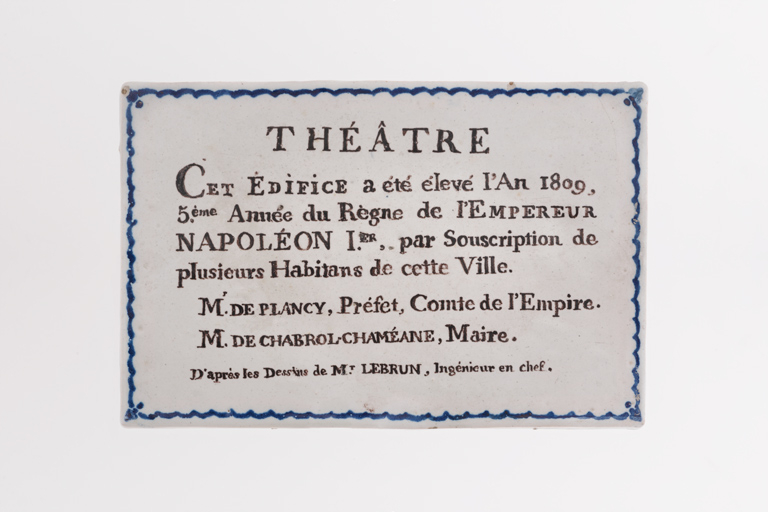 THÉÂTRE
CET ÉDIFICE a été élevé l'An 1809,
5ème Année du Règne de l'EMPEREUR
NAPOLÉON I.ER, par Souscription de
plusieurs Habitans de cette Ville.
M.r DE PLANCY, Préfet, Comte de l'Empire.
M. DE CHABROL-CHAMÉANE, Maire.
D'après les Dessins de M.r LEBRUN, Ingénieur en chef.